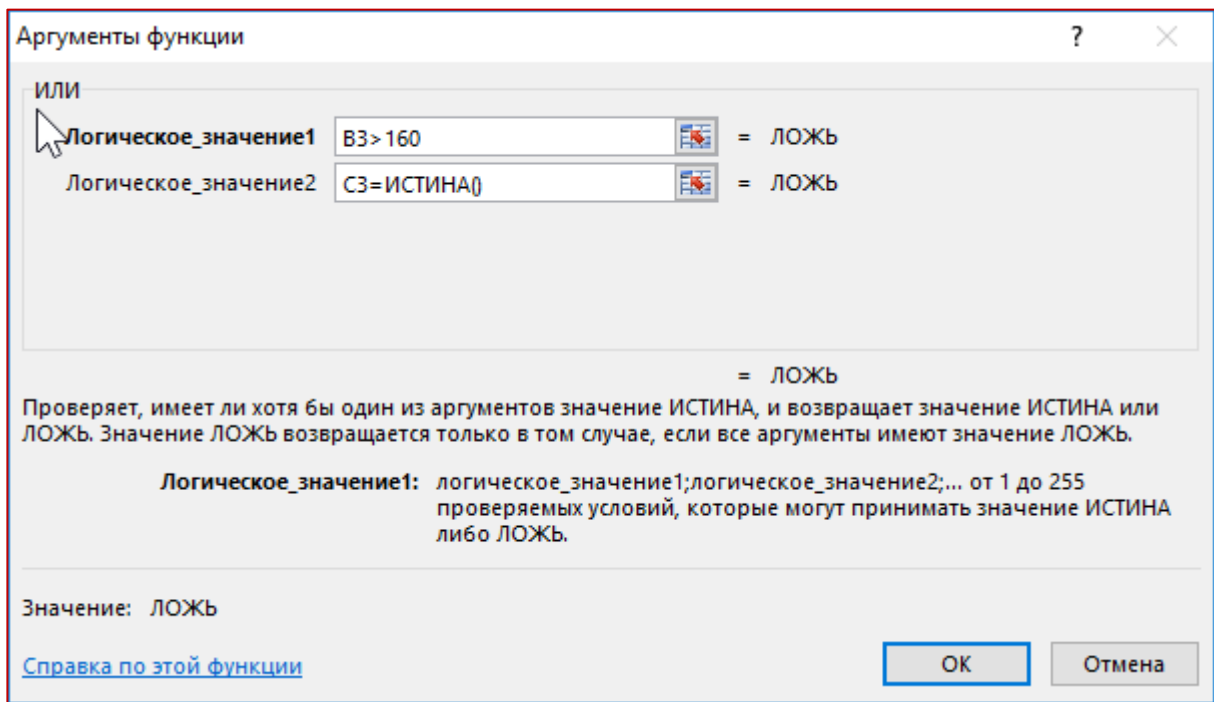 Аргументы функции ? ×
ИЛИ
Логическое_значение1 B3>160 = ЛОЖЬ
Логическое_значение2 C3=ИСТИНА() = ЛОЖЬ
= ЛОЖЬ
Проверяет, имеет ли хотя бы один из аргументов значение ИСТИНА, и возвращает значение ИСТИНА или
ЛОЖЬ. Значение ЛОЖЬ возвращается только в том случае, если все аргументы имеют значение ЛОЖЬ.
Логическое_значение1: логическое_значение1;логическое_значение2;... от 1 до 255
проверяемых условий, которые могут принимать значение ИСТИНА
либо ЛОЖЬ.
Значение: ЛОЖЬ
Справка по этой функции ОК Отмена